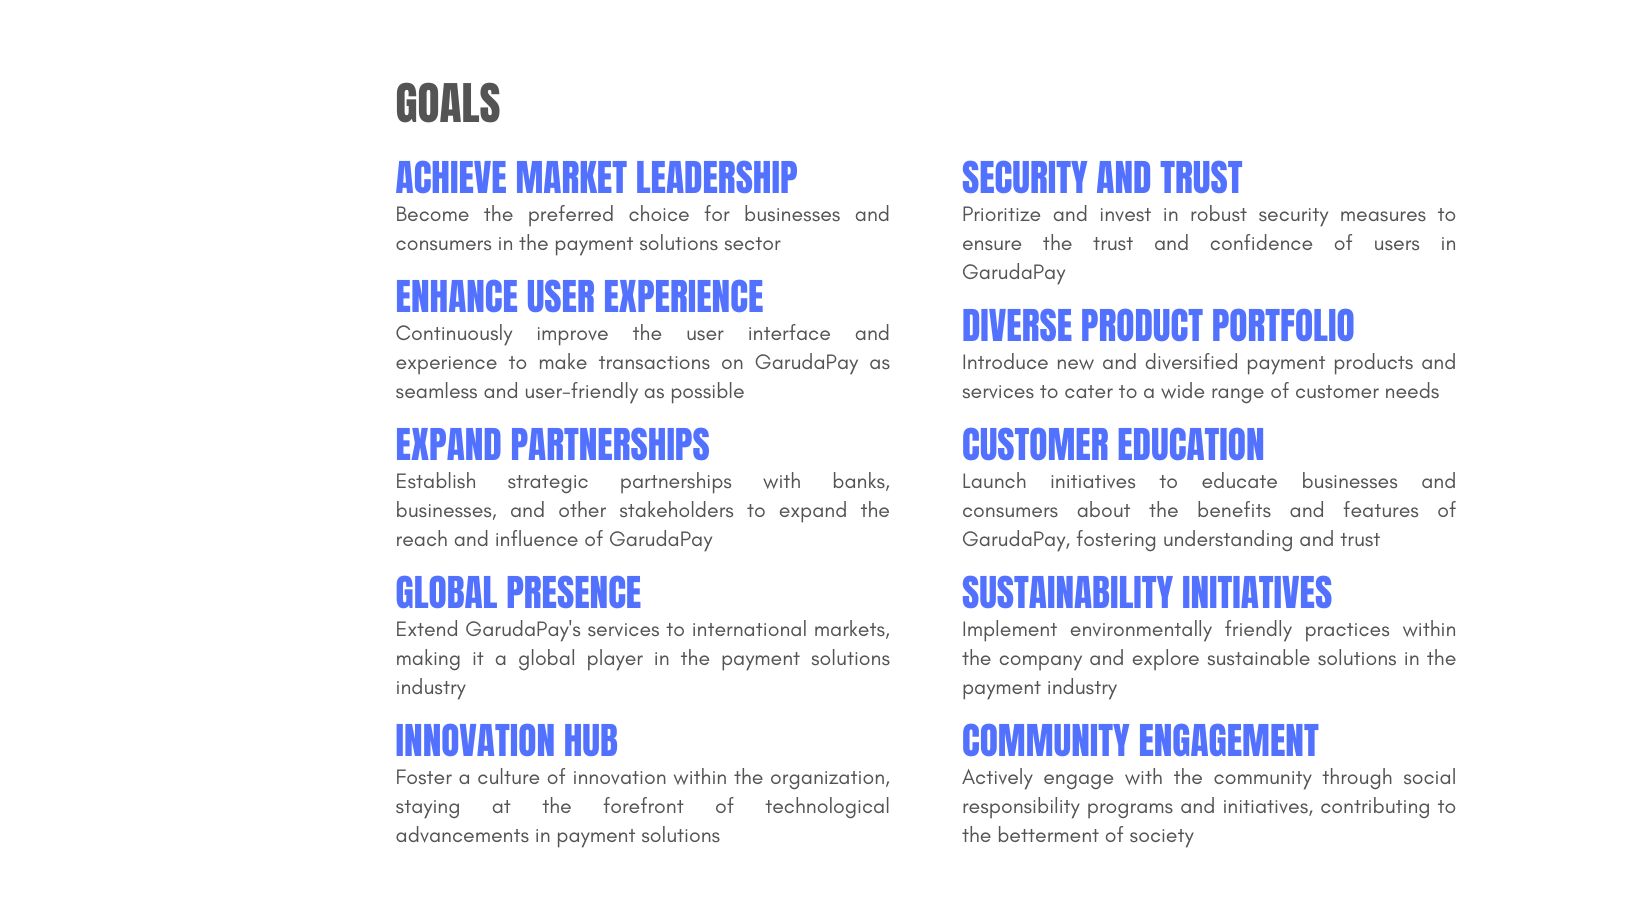 GOALS
ACHIEVE MARKET LEADERSHIP
Become the preferred choice for businesses and
consumers in the payment solutions sector
ENHANCE USER EXPERIENCE
Continuously improve the user interface and
experience to make transactions on GarudaPay as
seamless and user-friendly as possible
EXPAND PARTNERSHIPS
Establish strategic partnerships with banks,
businesses, and other stakeholders to expand the
reach and influence of GarudaPay
GLOBAL PRESENCE
Extend GarudaPay's services to international markets,
making it a global player in the payment solutions
industry
INNOVATION HUB
Foster a culture of innovation within the organization,
staying at the forefront of technological
advancements in payment solutions
SECURITY AND TRUST
Prioritize and invest in robust security measures to
ensure the trust and confidence of users in
GarudaPay
DIVERSE PRODUCT PORTFOLIO
Introduce new and diversified payment products and
services to cater to a wide range of customer needs
CUSTOMER EDUCATION
Launch initiatives to educate businesses and
consumers about the benefits and features of
GarudaPay, fostering understanding and trust
SUSTAINABILITY INITIATIVES
Implement environmentally friendly practices within
the company and explore sustainable solutions in the
payment industry
COMMUNITY ENGAGEMENT
Actively engage with the community through social
responsibility programs and initiatives, contributing to
the betterment of society